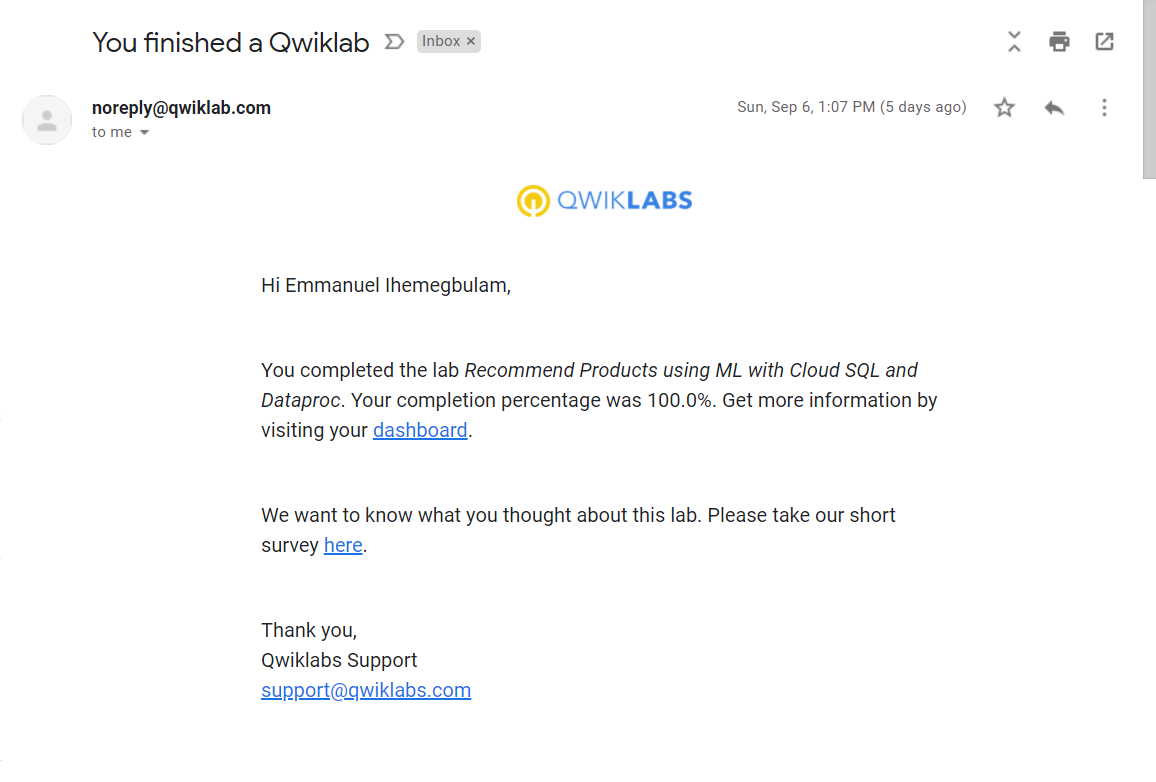 You finished a Qwiklab
Inbox ×
noreply@qwiklab.com
Sun, Sep 6, 1:07 PM (5 days ago)
to me
QWIKLABS
Hi Emmanuel Ihemegbulam,
You completed the lab Recommend Products using ML with Cloud SQL and
Dataproc. Your completion percentage was 100.0%. Get more information by
visiting your dashboard.
We want to know what you thought about this lab. Please take our short
survey here.
Thank you,
Qwiklabs Support
support@qwiklabs.com